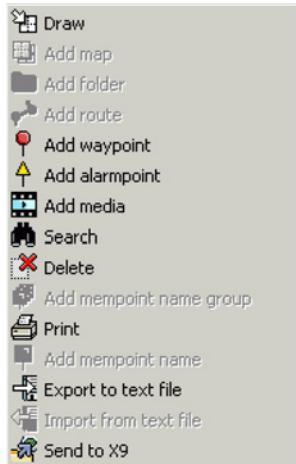 Draw
Add map
Add folder
Add route
Add waypoint
Add alarmpoint
Add media
Search
Delete
Add mempoint name group
Print
Add mempoint name
Export to text file
Import from text file
Send to X9